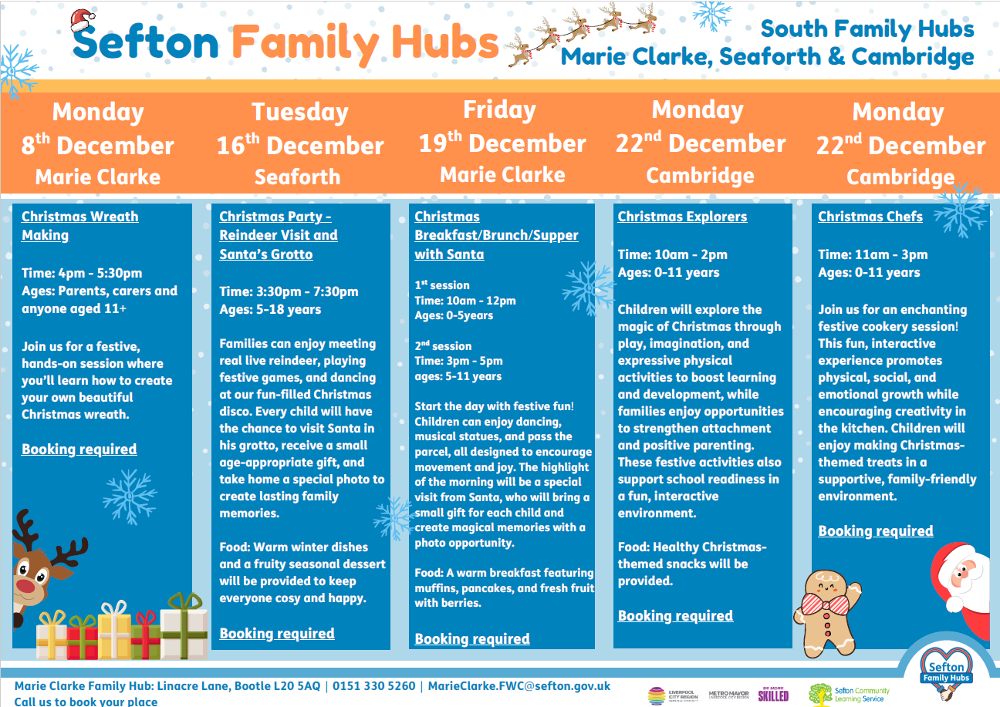 Sefton Family Hubs
South Family Hubs
Marie Clarke, Seaforth & Cambridge
Monday
8th December
Marie Clarke
Tuesday
16th December
Seaforth
Friday
19th December
Marie Clarke
Monday
22nd December
Cambridge
Monday
22nd December
Cambridge
Christmas Wreath
Making
Time: 4pm - 5:30pm
Ages: Parents, carers and
anyone aged 11+
Join us for a festive,
hands-on session where
you'll learn how to create
your own beautiful
Christmas wreath.
Booking required
Christmas Party -
Reindeer Visit and
Santa's Grotto
Time: 3:30pm - 7:30pm
Ages: 5-18 years
Families can enjoy meeting
real live reindeer, playing
festive games, and dancing
at our fun-filled Christmas
disco. Every child will have
the chance to visit Santa in
his grotto, receive a small
age-appropriate gift, and
take home a special photo to
create lasting family
memories.
Food: Warm winter dishes
and a fruity seasonal dessert
will be provided to keep
everyone cosy and happy.
Booking required
Christmas
Breakfast/Brunch/Supper
with Santa
1st session
Time: 10am - 12pm
Ages: 0-5years
2nd session
Time: 3pm - 5pm
ages: 5-11 years
Start the day with festive fun!
Children can enjoy dancing,
musical statues, and pass the
parcel, all designed to encourage
movement and joy. The highlight
of the morning will be a special
visit from Santa, who will bring a
small gift for each child and
create magical memories with a
photo opportunity.
Food: A warm breakfast featuring
muffins, pancakes, and fresh fruit
with berries.
Booking required
Christmas Explorers
Time: 10am - 2pm
Ages: 0-11 years
Children will explore the
magic of Christmas through
play, imagination, and
expressive physical
activities to boost learning
and development, while
families enjoy opportunities
to strengthen attachment
and positive parenting.
These festive activities also
support school readiness in
a fun, interactive
environment.
Food: Healthy Christmas-
themed snacks will be
provided.
Booking required
Christmas Chefs
Time: 11am - 3pm
Ages: 0-11 years
Join us for an enchanting
festive cookery session!
This fun, interactive
experience promotes
physical, social, and
emotional growth while
encouraging creativity in
the kitchen. Children will
enjoy making Christmas-
themed treats in a
supportive, family-friendly
environment.
Booking required
Marie Clarke Family Hub: Linacre Lane, Bootle L20 5AQ | 0151 330 5260 | MarieClarke.FWC@sefton.gov.uk
Call us to book your place
LIVERPOOL
CITY REGION
METRO MAYOR
LIVERPOOL CITY REGION
BE MORE
SKILLED
Sefton Community
Learning Service
Sefton
Family Hubs